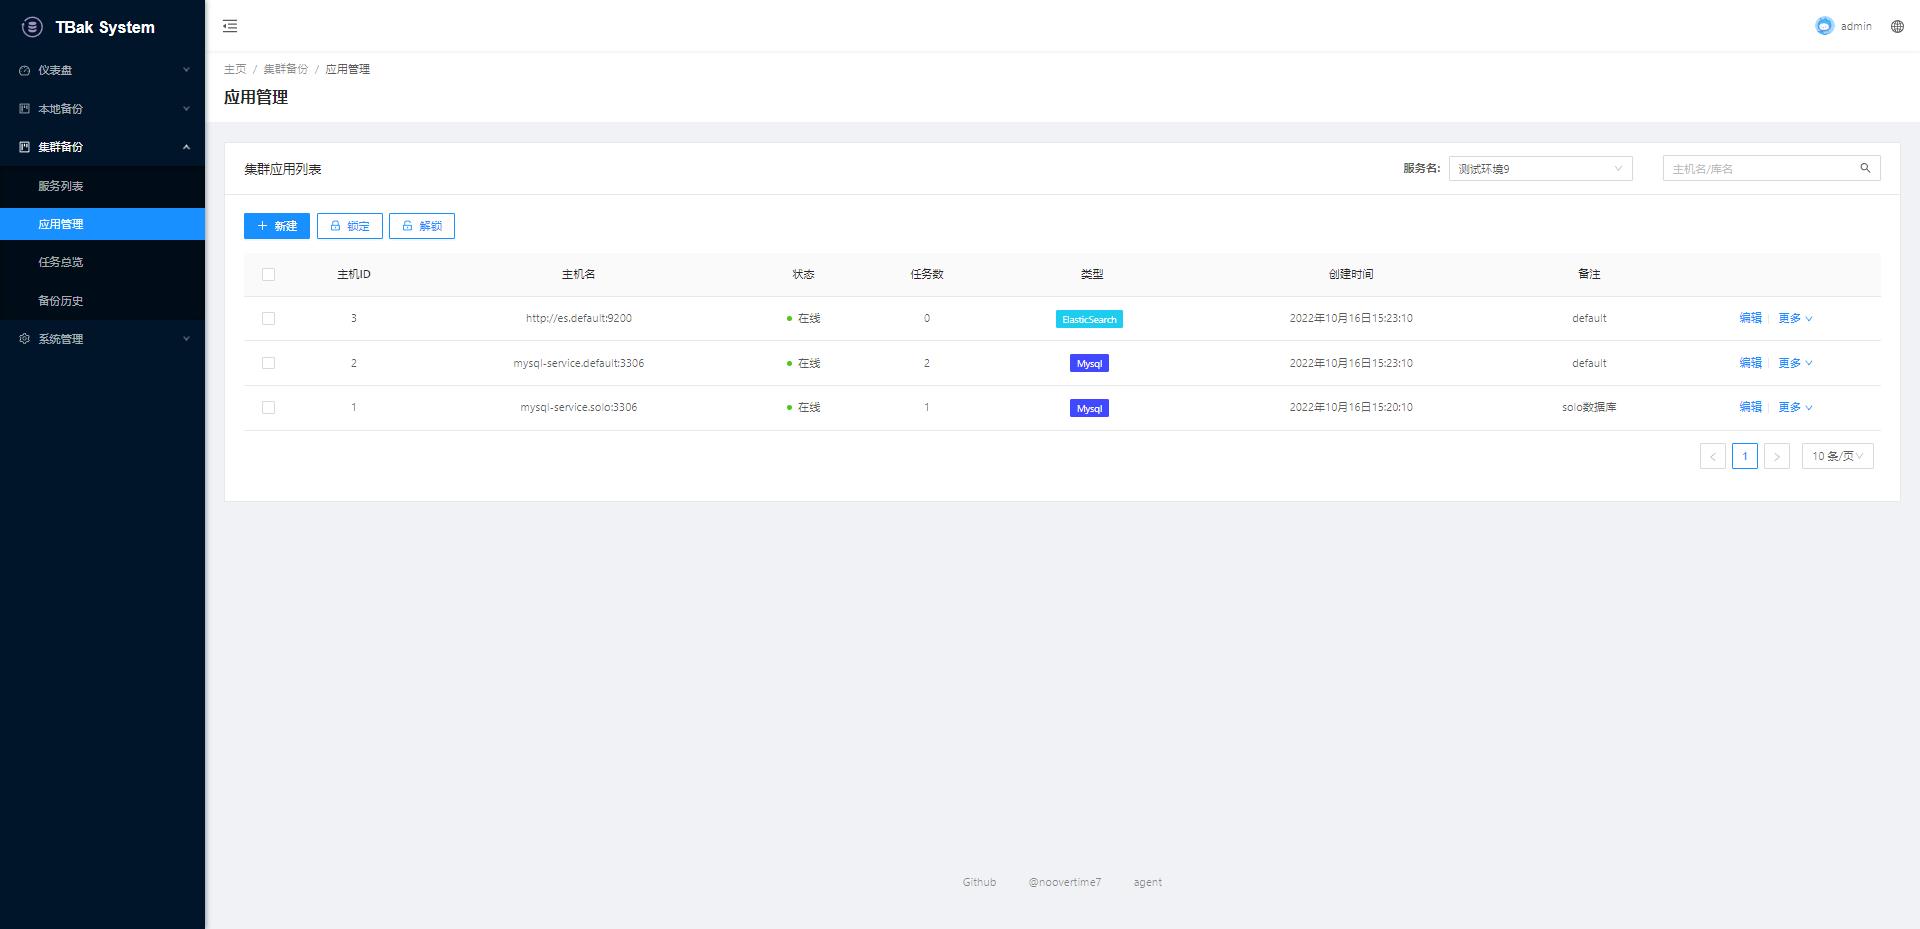 TBak System
admin
仪表盘
本地备份
集群备份
服务列表
应用管理
任务总览
备份历史
系统管理
主页 / 集群备份 / 应用管理
应用管理
集群应用列表
服务名: 测试环境9
主机名/库名
新建 锁定 解锁
主机ID 主机名 状态 任务数 类型 创建时间 备注
3 http://es.default:9200 在线 0 ElasticSearch 2022年10月16日15:23:10 default 编辑 更多
2 mysql-service.default:3306 在线 2 Mysql 2022年10月16日15:23:10 default 编辑 更多
1 mysql-service.solo:3306 在线 1 Mysql 2022年10月16日15:20:10 solo数据库 编辑 更多
< 1 > 10 条/页
Github @noovertime7 agent